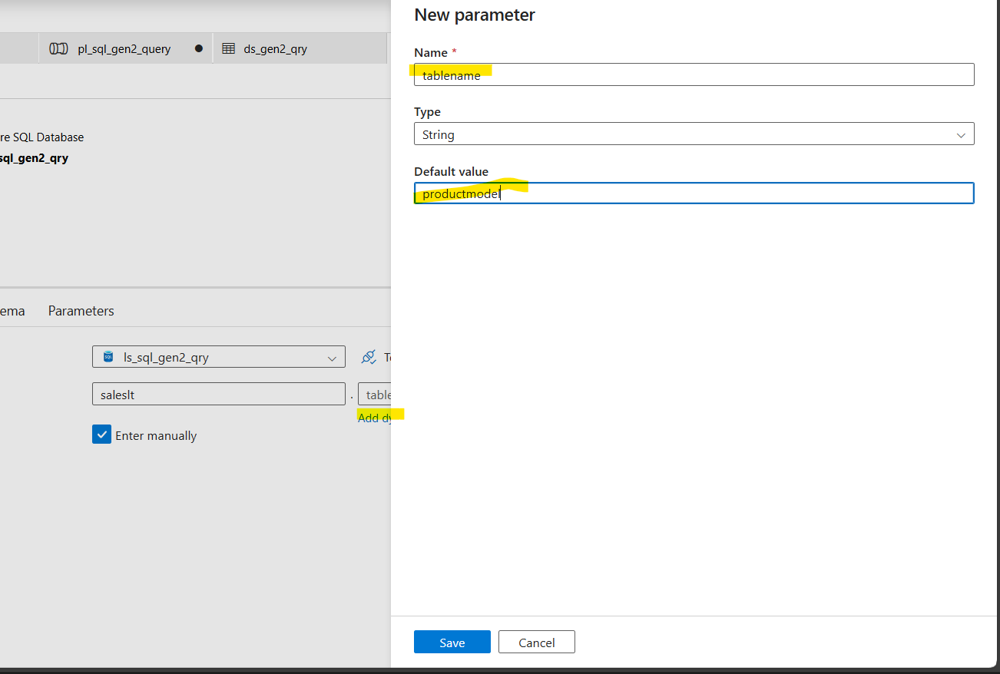 New parameter
pl_sql_gen2_query
ds_gen2_qry
Name *
tablename
Type
String
Default value
productmodel
re SQL Database
sql_gen2_qry
ema Parameters
ls_sql_gen2_qry
saleslt . table
Add dy
Enter manually
Save
Cancel